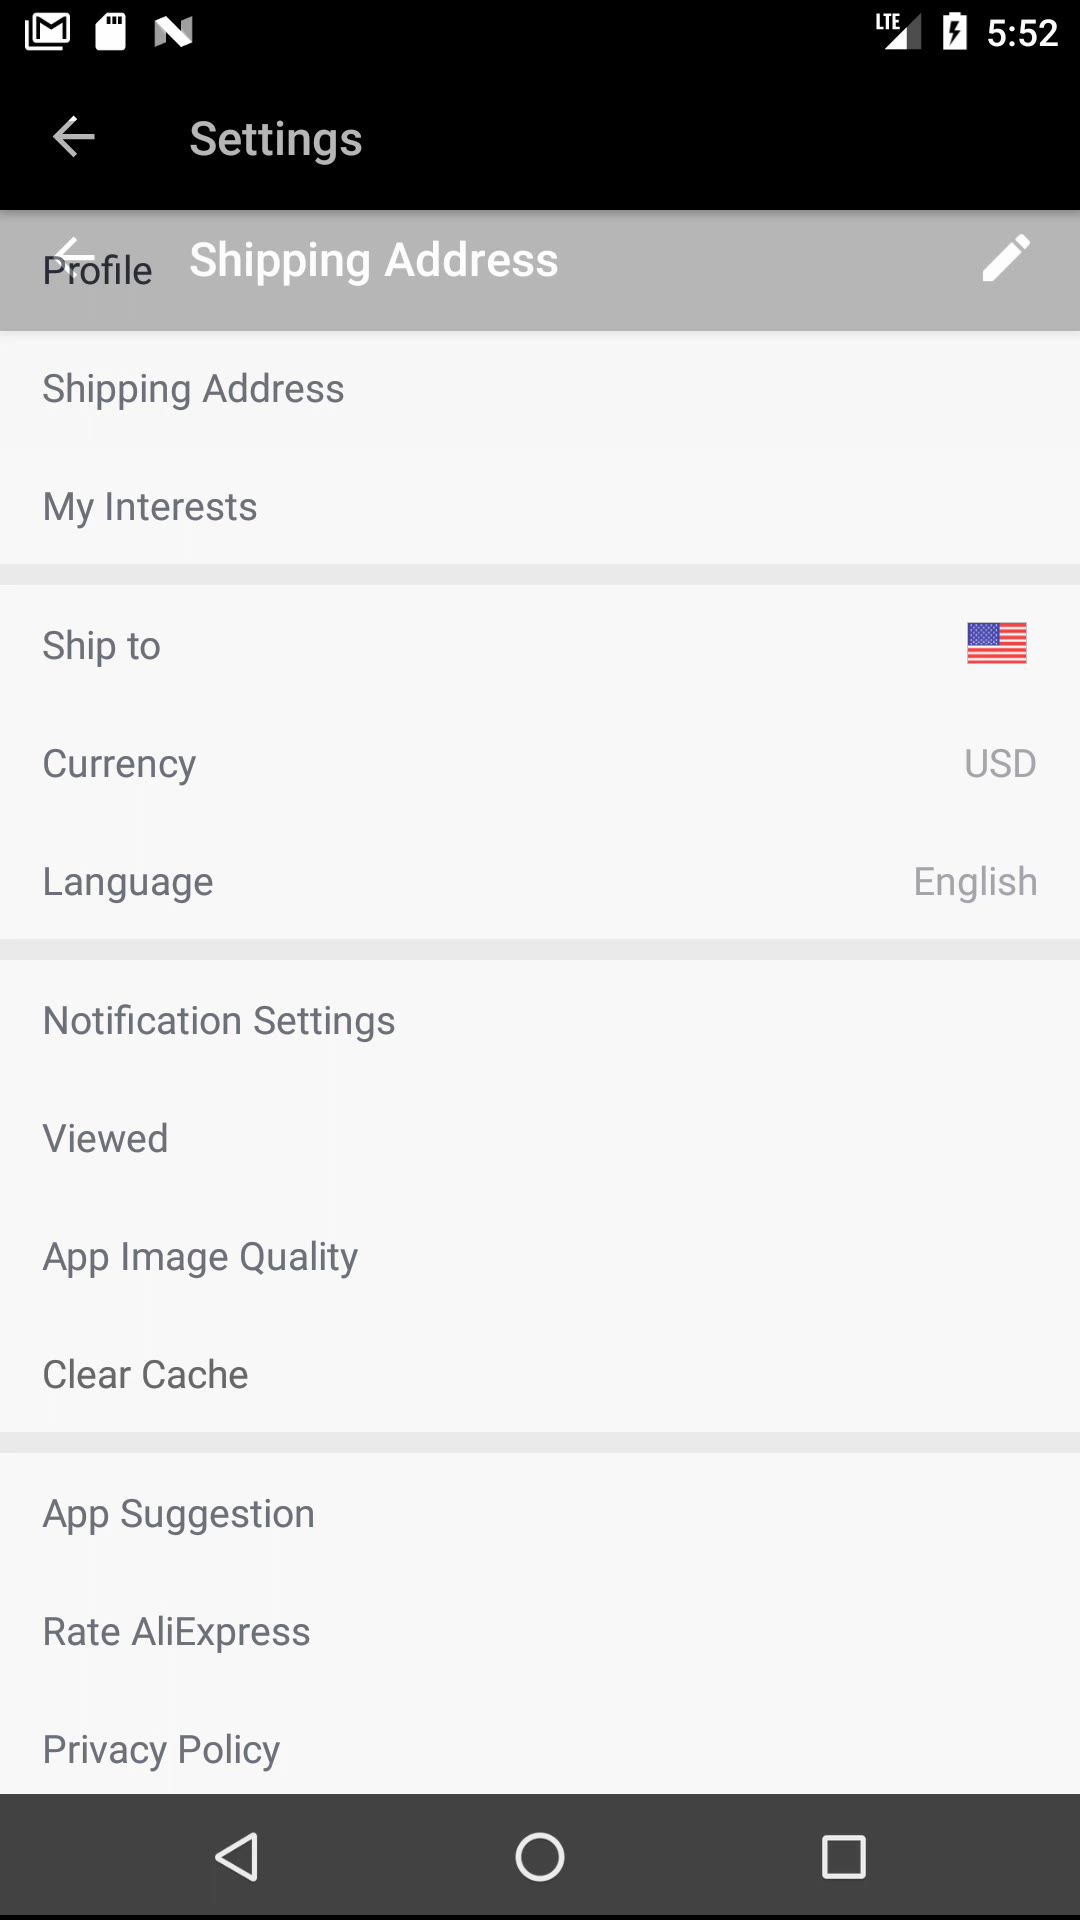 LTE 5:52
Settings
Profile
Shipping Address
Shipping Address
My Interests
Ship to
Currency USD
Language English
Notification Settings
Viewed
App Image Quality
Clear Cache
App Suggestion
Rate AliExpress
Privacy Policy